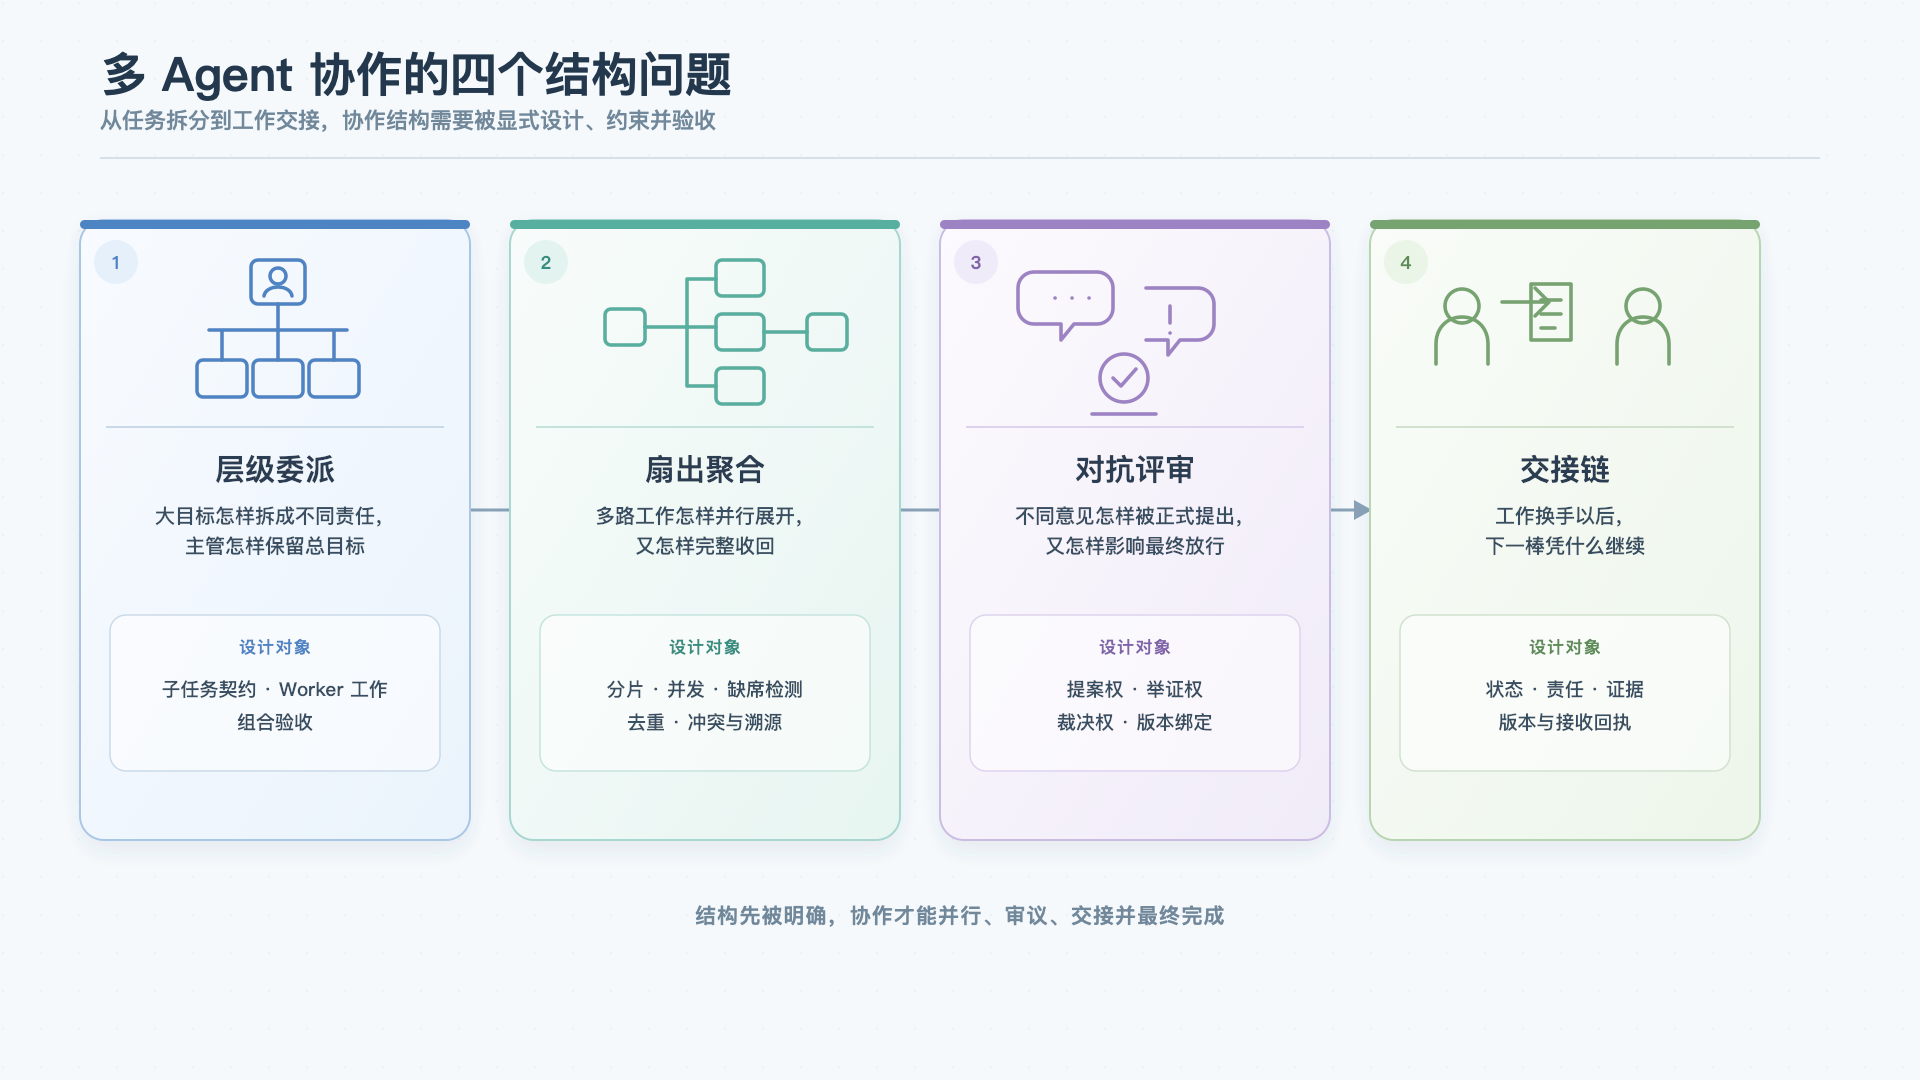 多 Agent 协作的四个结构问题
从任务拆分到工作交接，协作结构需要被显式设计、约束并验收
1
层级委派
大目标怎样拆成不同责任，
主管怎样保留总目标
设计对象
子任务契约 · Worker 工作
组合验收
2
扇出聚合
多路工作怎样并行展开，
又怎样完整收回
设计对象
分片 · 并发 · 缺席检测
去重 · 冲突与溯源
3
对抗评审
不同意见怎样被正式提出，
又怎样影响最终放行
设计对象
提案权 · 举证权
裁决权 · 版本绑定
4
交接链
工作换手以后，
下一棒凭什么继续
设计对象
状态 · 责任 · 证据
版本与接收回执
结构先被明确，协作才能并行、审议、交接并最终完成